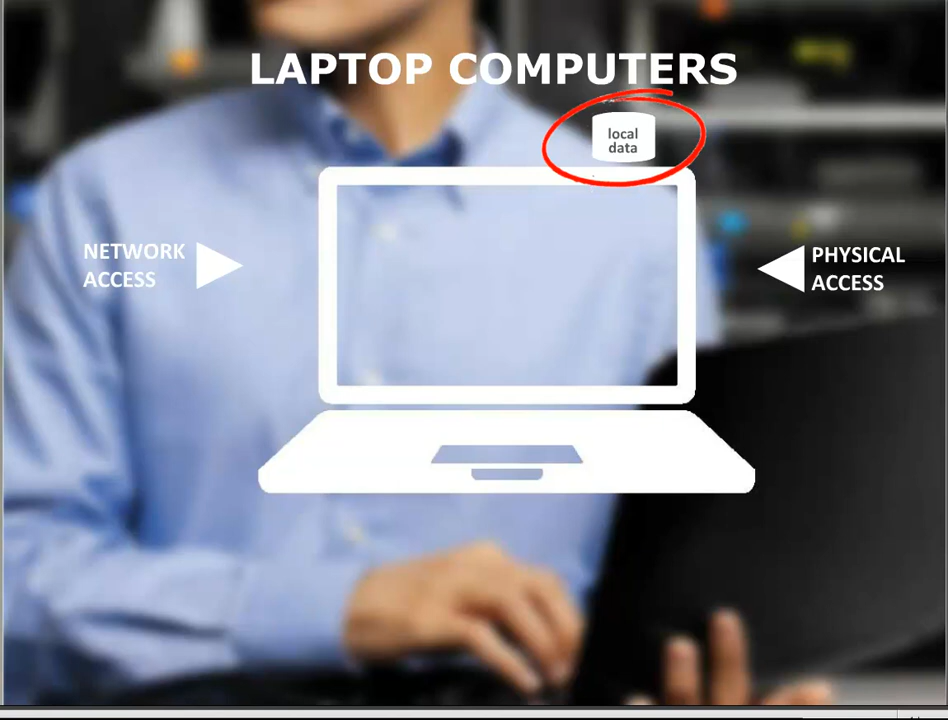 LAPTOP COMPUTERS
local
data
NETWORK
ACCESS
PHYSICAL
ACCESS